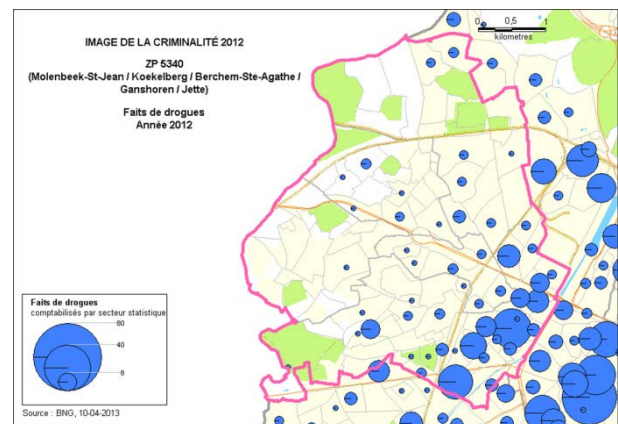 IMAGE DE LA CRIMINALITÉ 2012
ZP 5340
(Molenbeek-St-Jean / Koekelberg / Berchem-Ste-Agathe /
Ganshoren / Jette)
Faits de drogues
Année 2012
0 0,5 1
kilomètres
Faits de drogues
comptabilisés par secteur statistique
60
40
8
Source : BNG, 10-04-2013